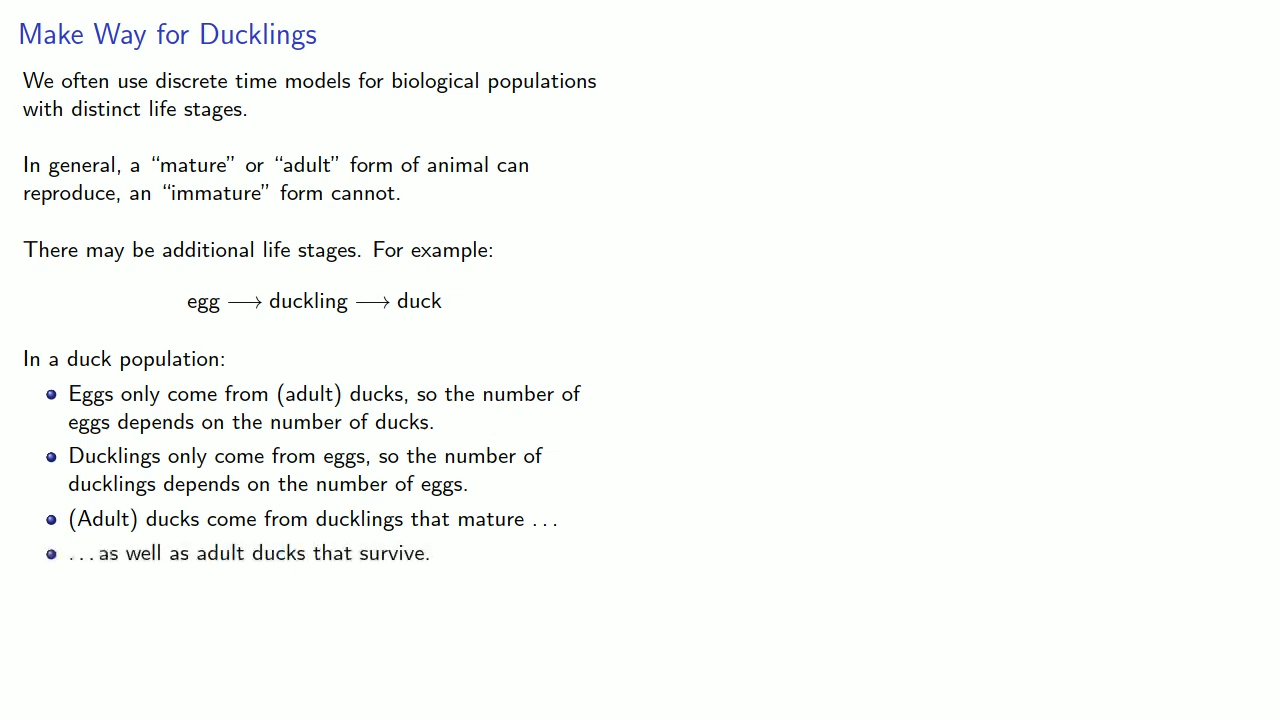 Make Way for Ducklings
We often use discrete time models for biological populations
with distinct life stages.
In general, a “mature” or “adult” form of animal can
reproduce, an “immature” form cannot.
There may be additional life stages. For example:
egg ⟶ duckling ⟶ duck
In a duck population:
Eggs only come from (adult) ducks, so the number of
eggs depends on the number of ducks.
Ducklings only come from eggs, so the number of
ducklings depends on the number of eggs.
(Adult) ducks come from ducklings that mature . . .
. . . as well as adult ducks that survive.